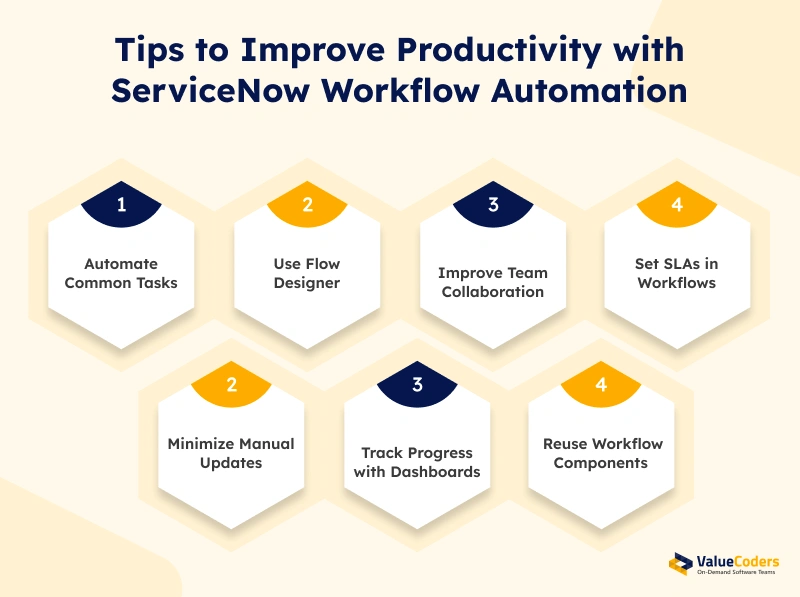 Tips to Improve Productivity with
ServiceNow Workflow Automation
1
Automate
Common Tasks
2
Use Flow
Designer
3
Improve Team
Collaboration
4
Set SLAs in
Workflows
2
Minimize Manual
Updates
3
Track Progress
with Dashboards
4
Reuse Workflow
Components
ValueCoders
On-Demand Software Teams